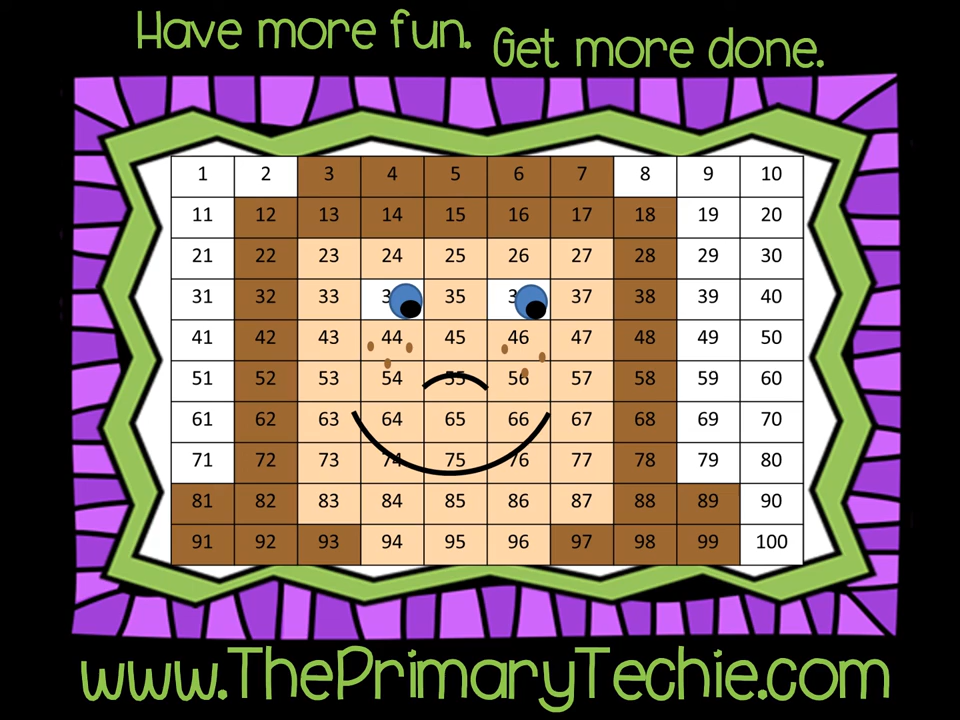 Have more fun. Get more done.
1 2 3 4 5 6 7 8 9 10
11 12 13 14 15 16 17 18 19 20
21 22 23 24 25 26 27 28 29 30
31 32 33 35 37 38 39 40
41 42 43 44 45 46 47 48 49 50
51 52 53 54 55 56 57 58 59 60
61 62 63 64 65 66 67 68 69 70
71 72 73 74 75 76 77 78 79 80
81 82 83 84 85 86 87 88 89 90
91 92 93 94 95 96 97 98 99 100
www.ThePrimaryTechie.com